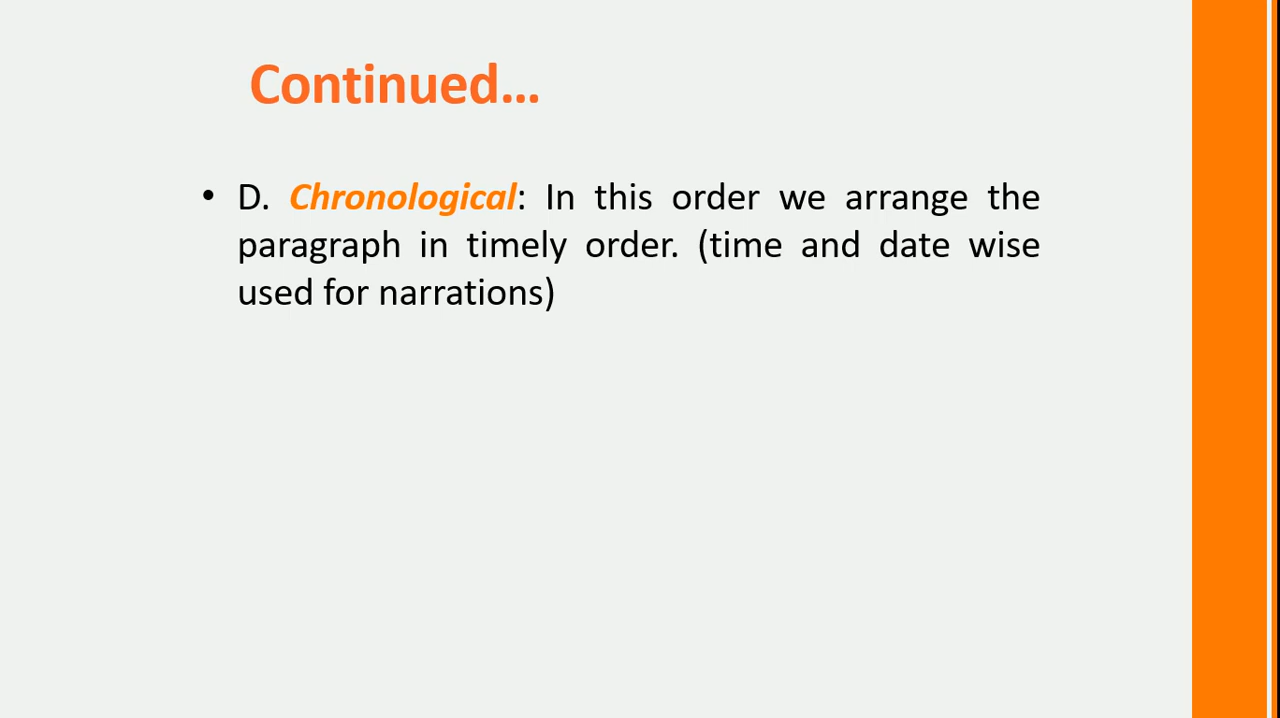 Continued...
• D. Chronological: In this order we arrange the
paragraph in timely order. (time and date wise
used for narrations)